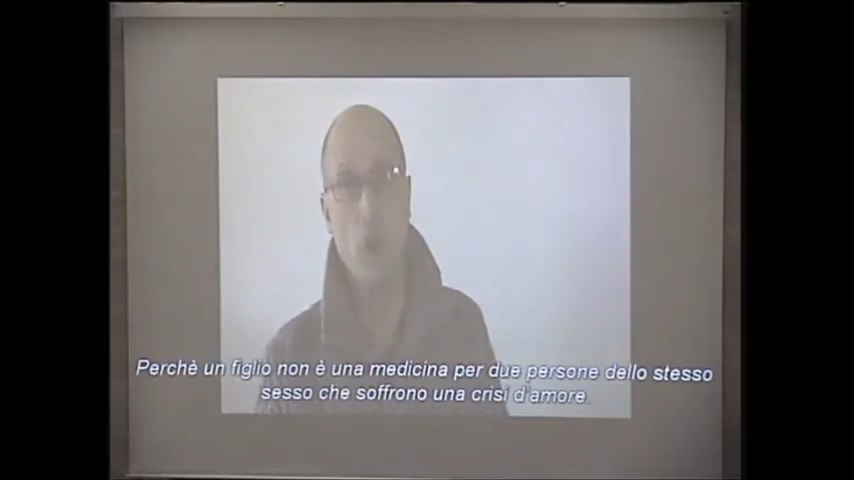 Perchè un figlio non è una medicina per due persone dello stesso
sesso che soffrono una crisi d'amore.